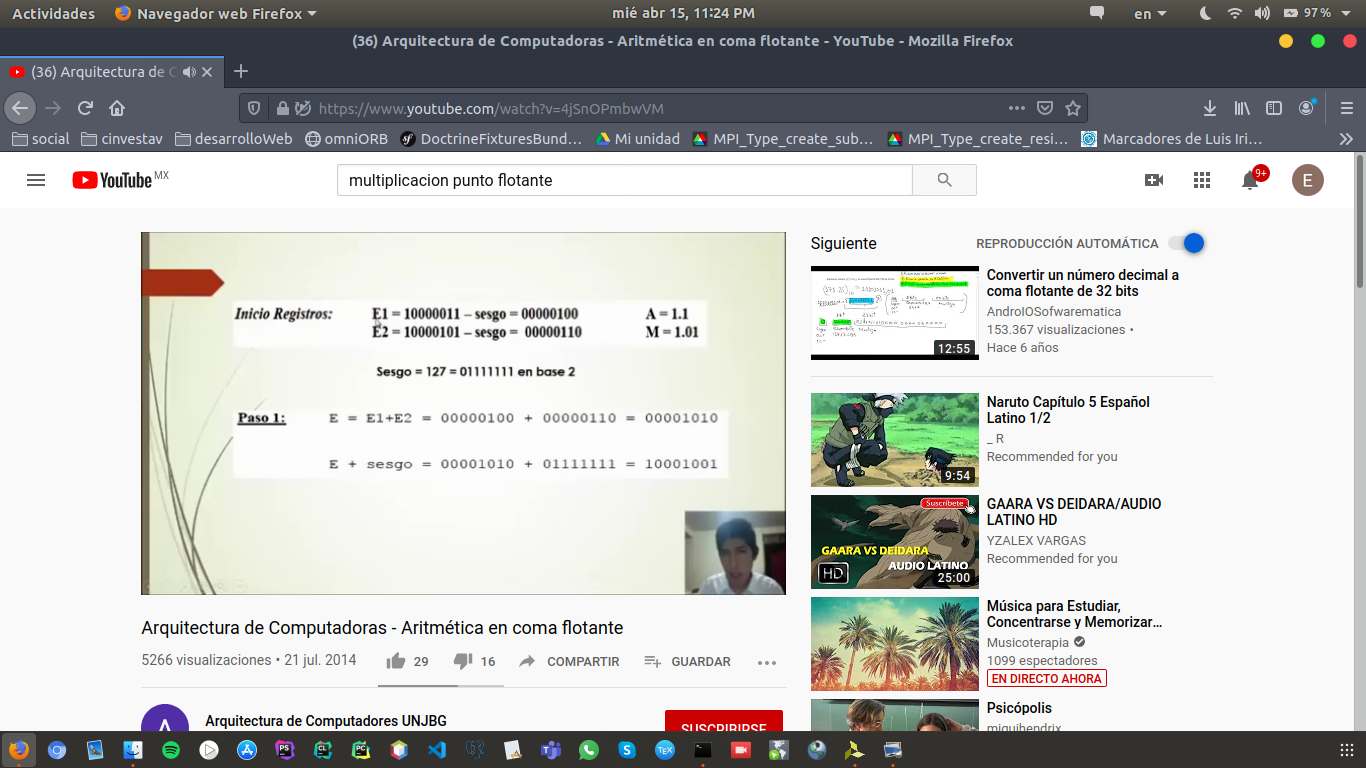 Actividades
Navegador web Firefox
mié abr 15, 11:24 PM
en
97 %
(36) Arquitectura de Computadoras - Aritmética en coma flotante - YouTube - Mozilla Firefox
(36) Arquitectura de C
https://www.youtube.com/watch?v=4jSnOPmbwVM
social
cinvestav
desarrolloWeb
omniORB
DoctrineFixturesBund…
Mi unidad
MPI_Type_create_sub…
MPI_Type_create_resi…
Marcadores de Luis Iri…
YouTube MX
multiplicacion punto flotante
9+
E
Inicio Registros:
E1 = 10000011 – sesgo = 00000100
A = 1.1
E2 = 10000101 – sesgo = 00000110
M = 1.01
Sesgo = 127 = 01111111 en base 2
Paso 1:
E = E1+E2 = 00000100 + 00000110 = 00001010
E + sesgo = 00001010 + 01111111 = 10001001
Arquitectura de Computadoras - Aritmética en coma flotante
5266 visualizaciones • 21 jul. 2014
29
16
COMPARTIR
GUARDAR
A
Arquitectura de Computadores UNJBG
SUSCRIBIRSE
Siguiente
REPRODUCCIÓN AUTOMÁTICA
12:55
Convertir un número decimal a
coma flotante de 32 bits
AndroIOSofwarematica
153.367 visualizaciones •
Hace 6 años
9:54
Naruto Capítulo 5 Español
Latino 1/2
_ R
Recommended for you
Suscribete
GAARA VS DEIDARA
AUDIO LATINO
HD
25:00
GAARA VS DEIDARA/AUDIO
LATINO HD
YZALEX VARGAS
Recommended for you
Música para Estudiar,
Concentrarse y Memorizar…
Musicoterapia
1099 espectadores
EN DIRECTO AHORA
Psicópolis
miquihendrix
PS
CL
PC
TEX